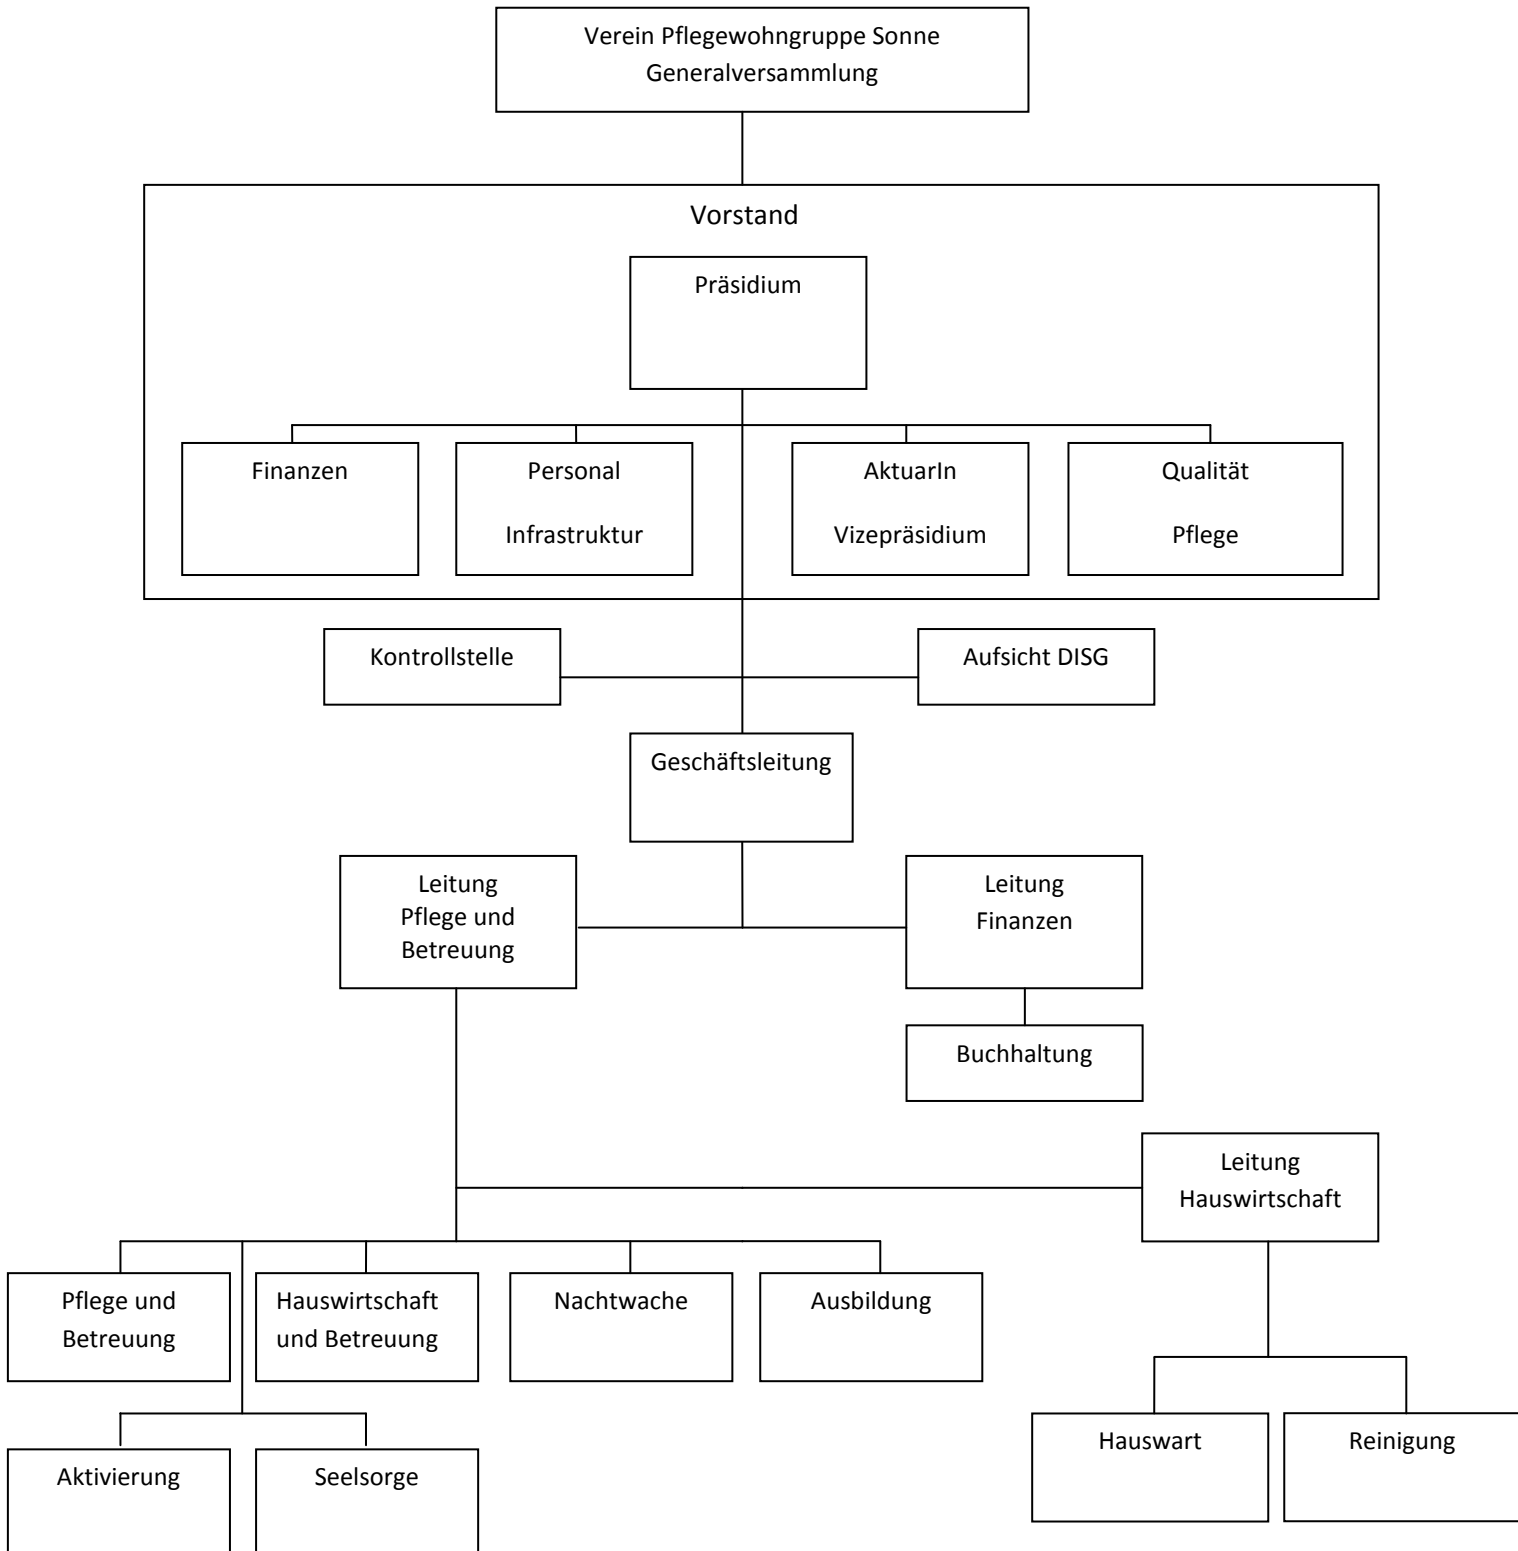 Verein Pflegewohngruppe Sonne
Generalversammlung
Vorstand
Präsidium
Finanzen
Personal
Infrastruktur
AktuarIn
Vizepräsidium
Qualität
Pflege
Kontrollstelle
Aufsicht DISG
Geschäftsleitung
Leitung
Pflege und
Betreuung
Leitung
Finanzen
Buchhaltung
Leitung
Hauswirtschaft
Pflege und
Betreuung
Hauswirtschaft
und Betreuung
Nachtwache
Ausbildung
Aktivierung
Seelsorge
Hauswart
Reinigung